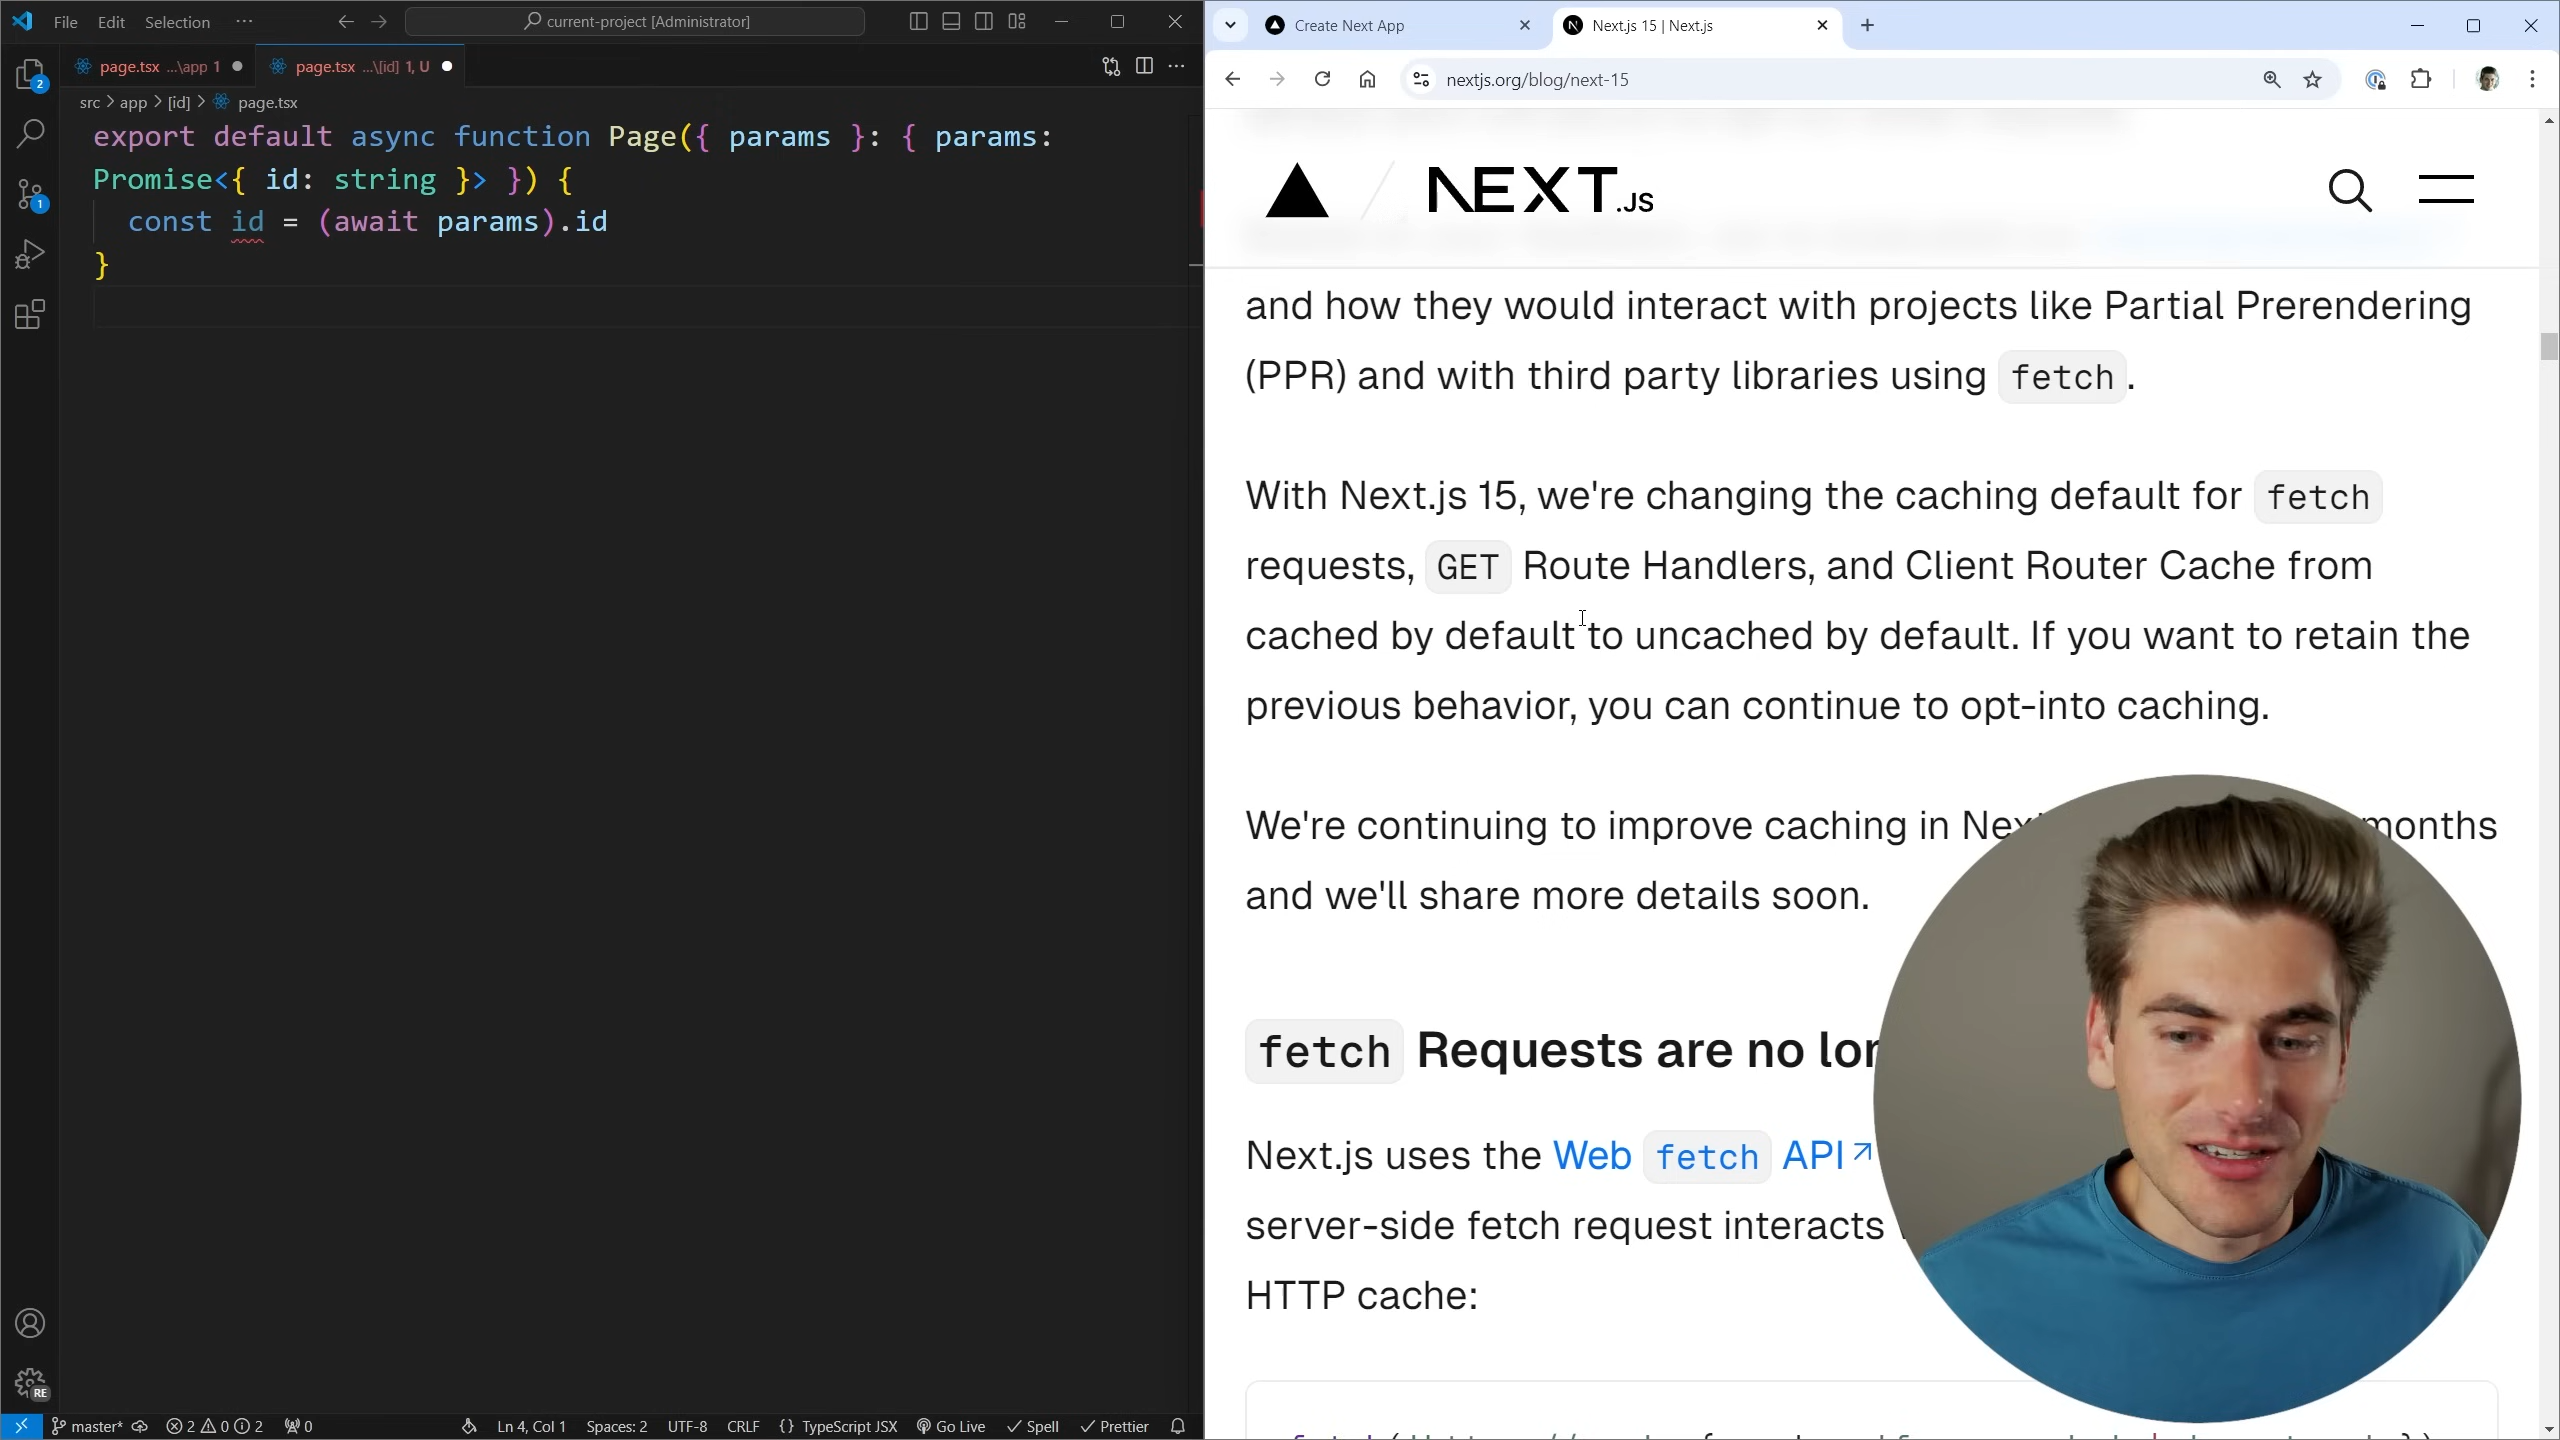 File Edit Selection ...
current-project [Administrator]
page.tsx ...\app 1
page.tsx ...\[id] 1, U
src > app > [id] > page.tsx
export default async function Page({ params }: { params:
Promise<{ id: string }> }) {
const id = (await params).id
}
2
1
RE
master*
2 0 2
0
Ln 4, Col 1
Spaces: 2
UTF-8
CRLF
{} TypeScript JSX
Go Live
Spell
Prettier
Create Next App
Next.js 15 | Next.js
nextjs.org/blog/next-15
NEXT.JS
and how they would interact with projects like Partial Prerendering
(PPR) and with third party libraries using fetch.
With Next.js 15, we're changing the caching default for fetch
requests, GET Route Handlers, and Client Router Cache from
cached by default to uncached by default. If you want to retain the
previous behavior, you can continue to opt-into caching.
We're continuing to improve caching in months
and we'll share more details soon.
fetch Requests are no
Next.js uses the Web fetch API
server-side fetch request interacts
HTTP cache: